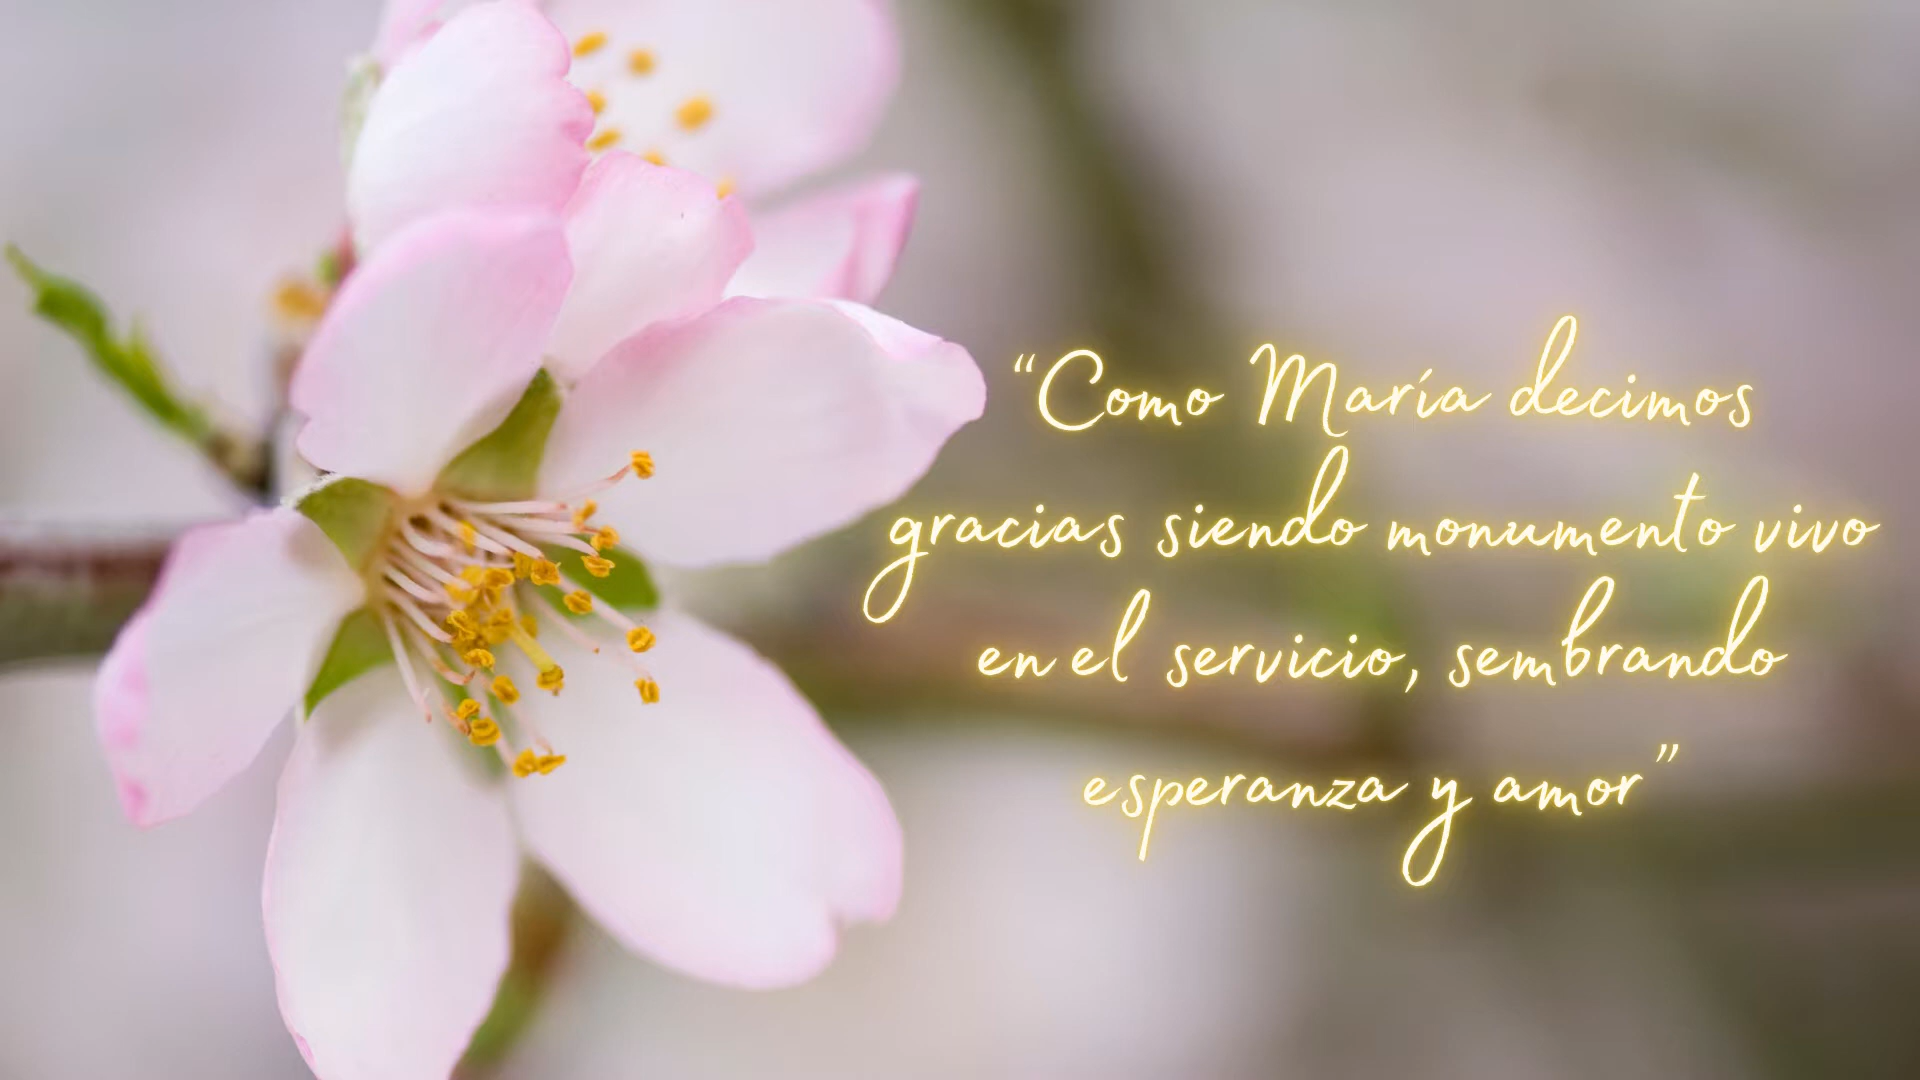 “Como María decimos
gracias siendo monumento vivo
en el servicio, sembrando
esperanza y amor”